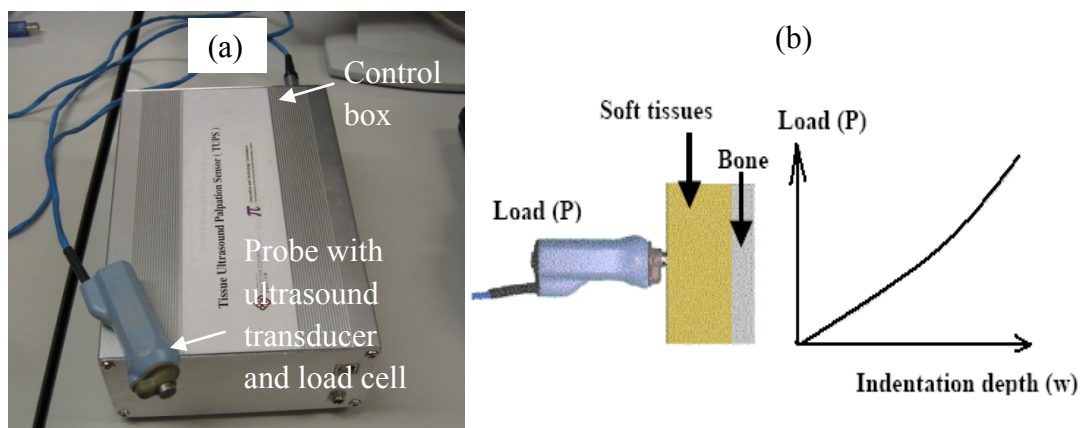 (a)
Control
box
Tissue Ultrasound Palpation Sensor (TUPS)
Probe with
ultrasound
transducer
and load cell
(b)
Soft tissues
Bone
Load (P)
Load (P)
Indentation depth (w)